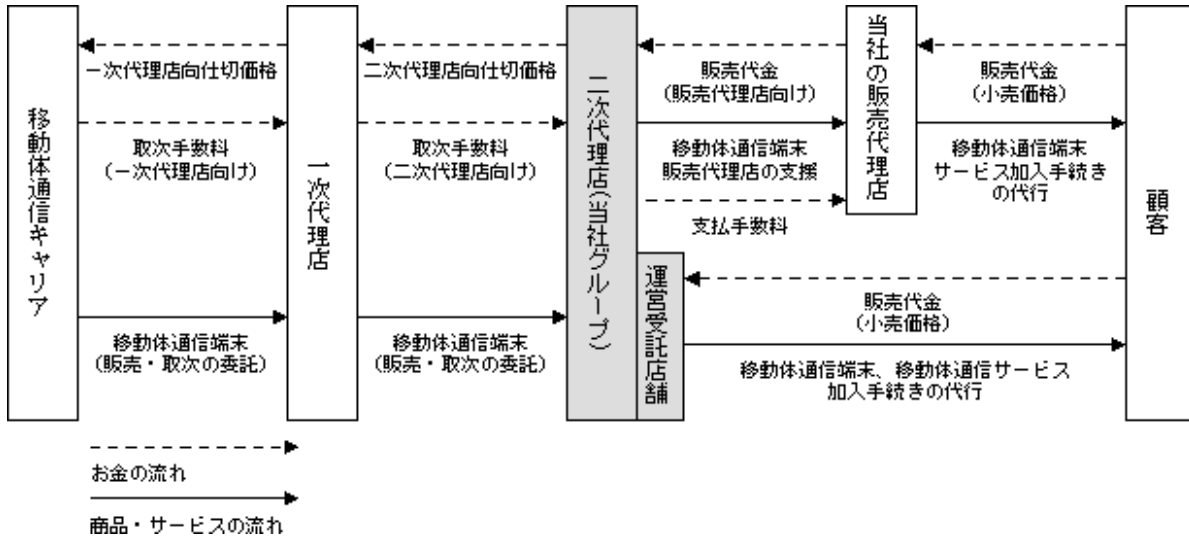 移動体通信キャリア
一次代理店向仕切価格
取次手数料
(一次代理店向け)
移動体通信端末
(販売・取次の委託)
一次代理店
二次代理店向仕切価格
取次手数料
(二次代理店向け)
移動体通信端末
(販売・取次の委託)
二次代理店(当社グループ)
運営受託店舗
販売代金
(販売代理店向け)
移動体通信端末
販売代理店の支援
支払手数料
当社の販売代理店
販売代金
(小売価格)
移動体通信端末
サービス加入手続き
の代行
販売代金
(小売価格)
移動体通信端末、移動体通信サービス
加入手続きの代行
顧客
お金の流れ
商品・サービスの流れ